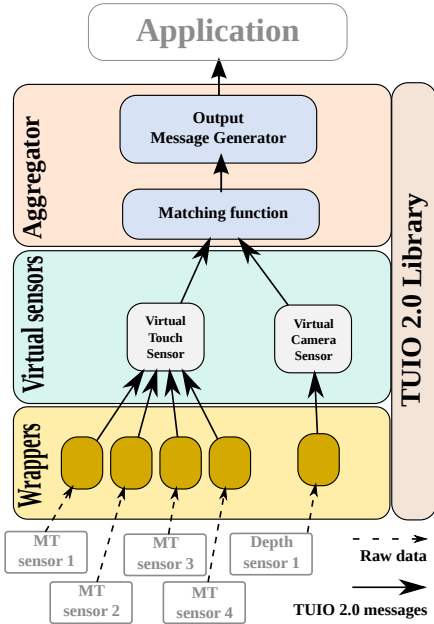 Application
Aggregator
Output
Message Generator
Matching function
TUIO 2.0 Library
Virtual sensors
Virtual
Touch
Sensor
Virtual
Camera
Sensor
Wrappers
MT
sensor 1
MT
sensor 2
MT
sensor 3
MT
sensor 4
Depth
sensor 1
Raw data
TUIO 2.0 messages